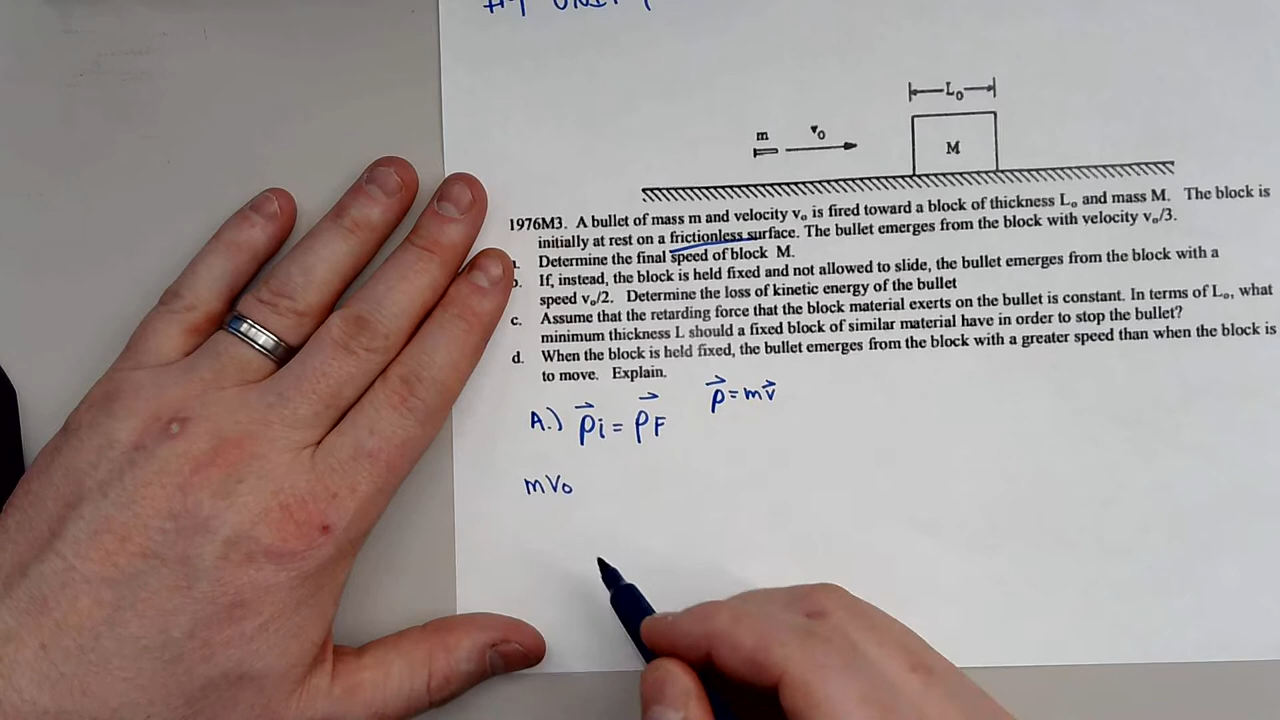 #4 UNIT
L₀
m
v₀
M
1976M3. A bullet of mass m and velocity v₀ is fired toward a block of thickness L₀ and mass M. The block is
initially at rest on a frictionless surface. The bullet emerges from the block with velocity v₀/3.
Determine the final speed of block M.
If, instead, the block is held fixed and not allowed to slide, the bullet emerges from the block with a
speed v₀/2. Determine the loss of kinetic energy of the bullet
c. Assume that the retarding force that the block material exerts on the bullet is constant. In terms of L₀, what
minimum thickness L should a fixed block of similar material have in order to stop the bullet?
d. When the block is held fixed, the bullet emerges from the block with a greater speed than when the block is
to move. Explain.
p⃗=mv⃗
A.) p⃗i = p⃗F
mV₀